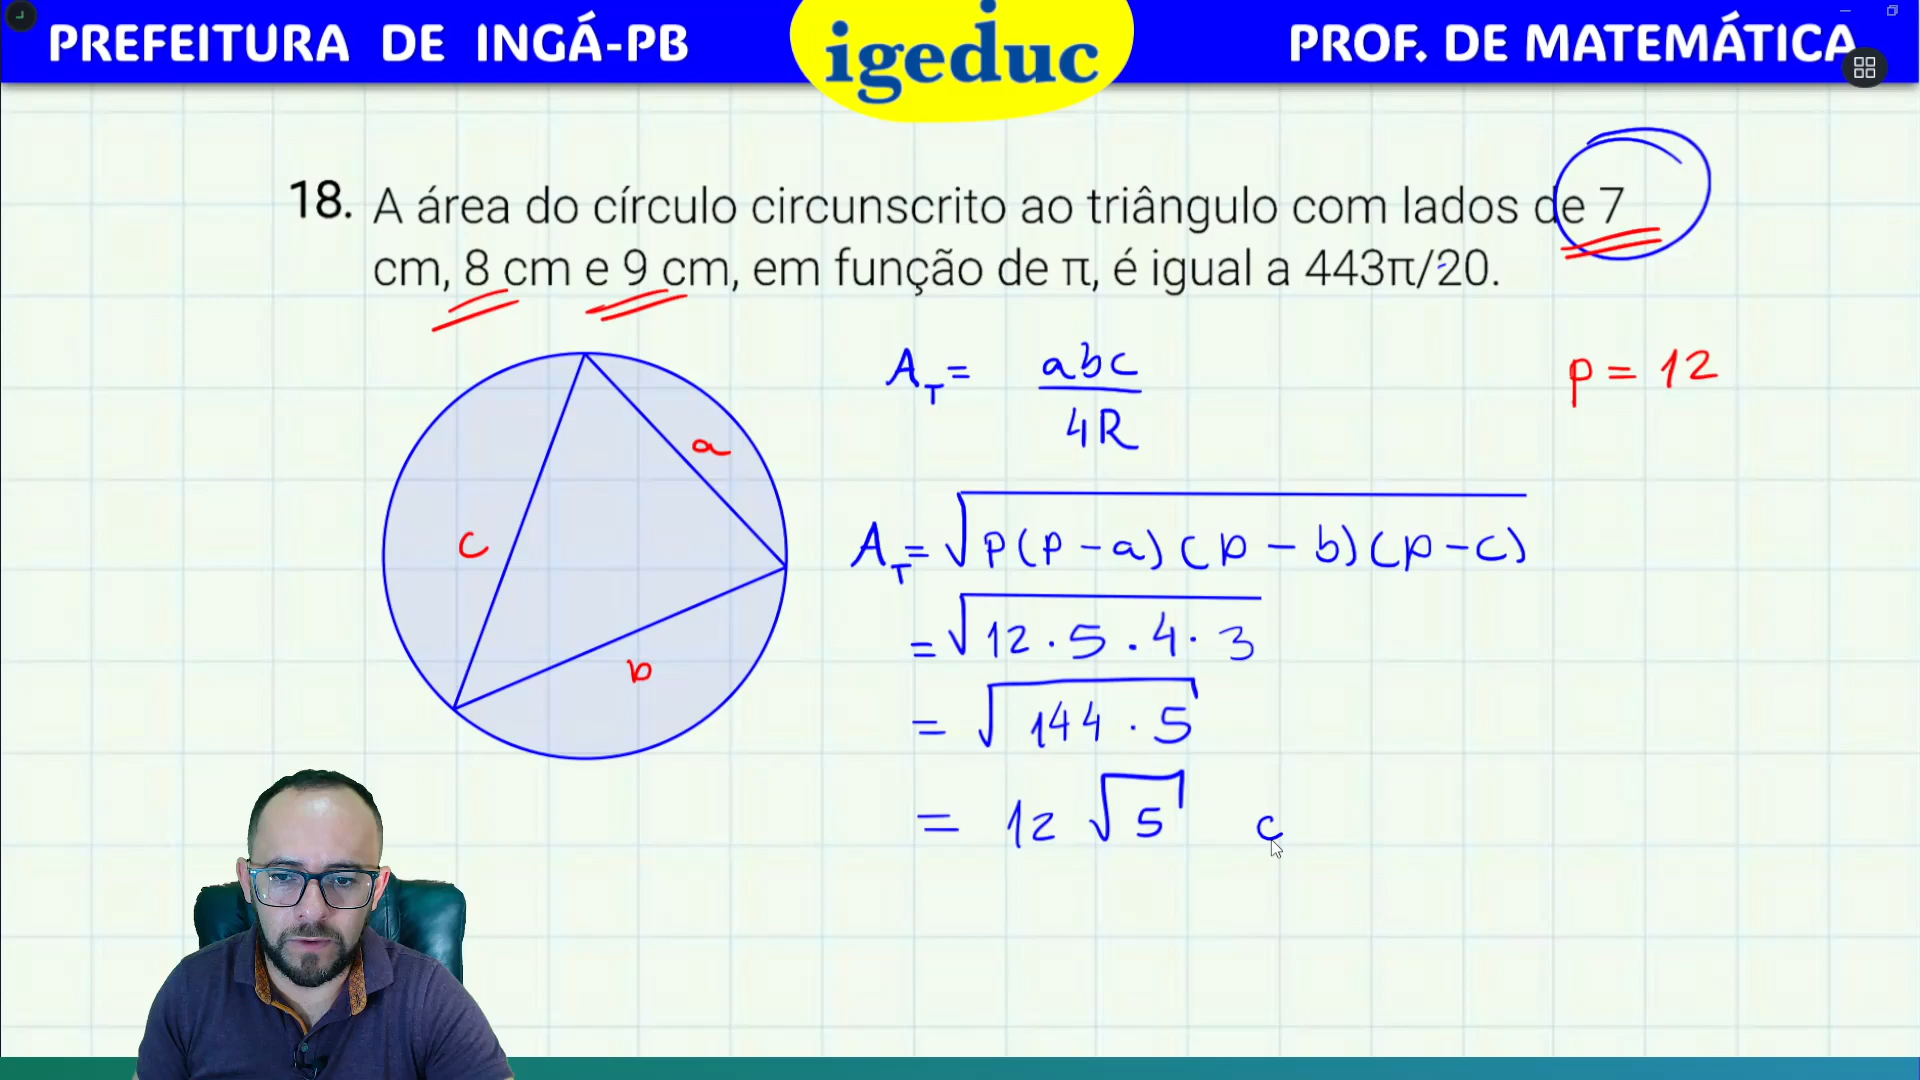 PREFEITURA DE INGÁ-PB
igeduc
PROF. DE MATEMÁTICA
18. A área do círculo circunscrito ao triângulo com lados de 7
cm, 8 cm e 9 cm, em função de π, é igual a 443π/20.
A_T = abc / 4R
p = 12
a
c
b
A_T = √p(p-a)(p-b)(p-c)
= √12·5·4·3
= √144·5
= 12√5 c